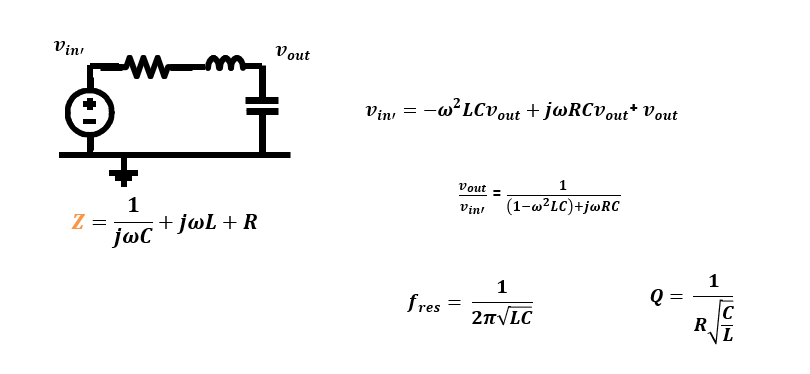 v_in′
v_out
+
−
v_in′ = −ω²LCv_out + jωRCv_out + v_out
v_out/v_in′ = 1/((1−ω²LC)+jωRC)
Z = 1/jωC + jωL + R
f_res = 1/2π√LC
Q = 1/R√(C/L)